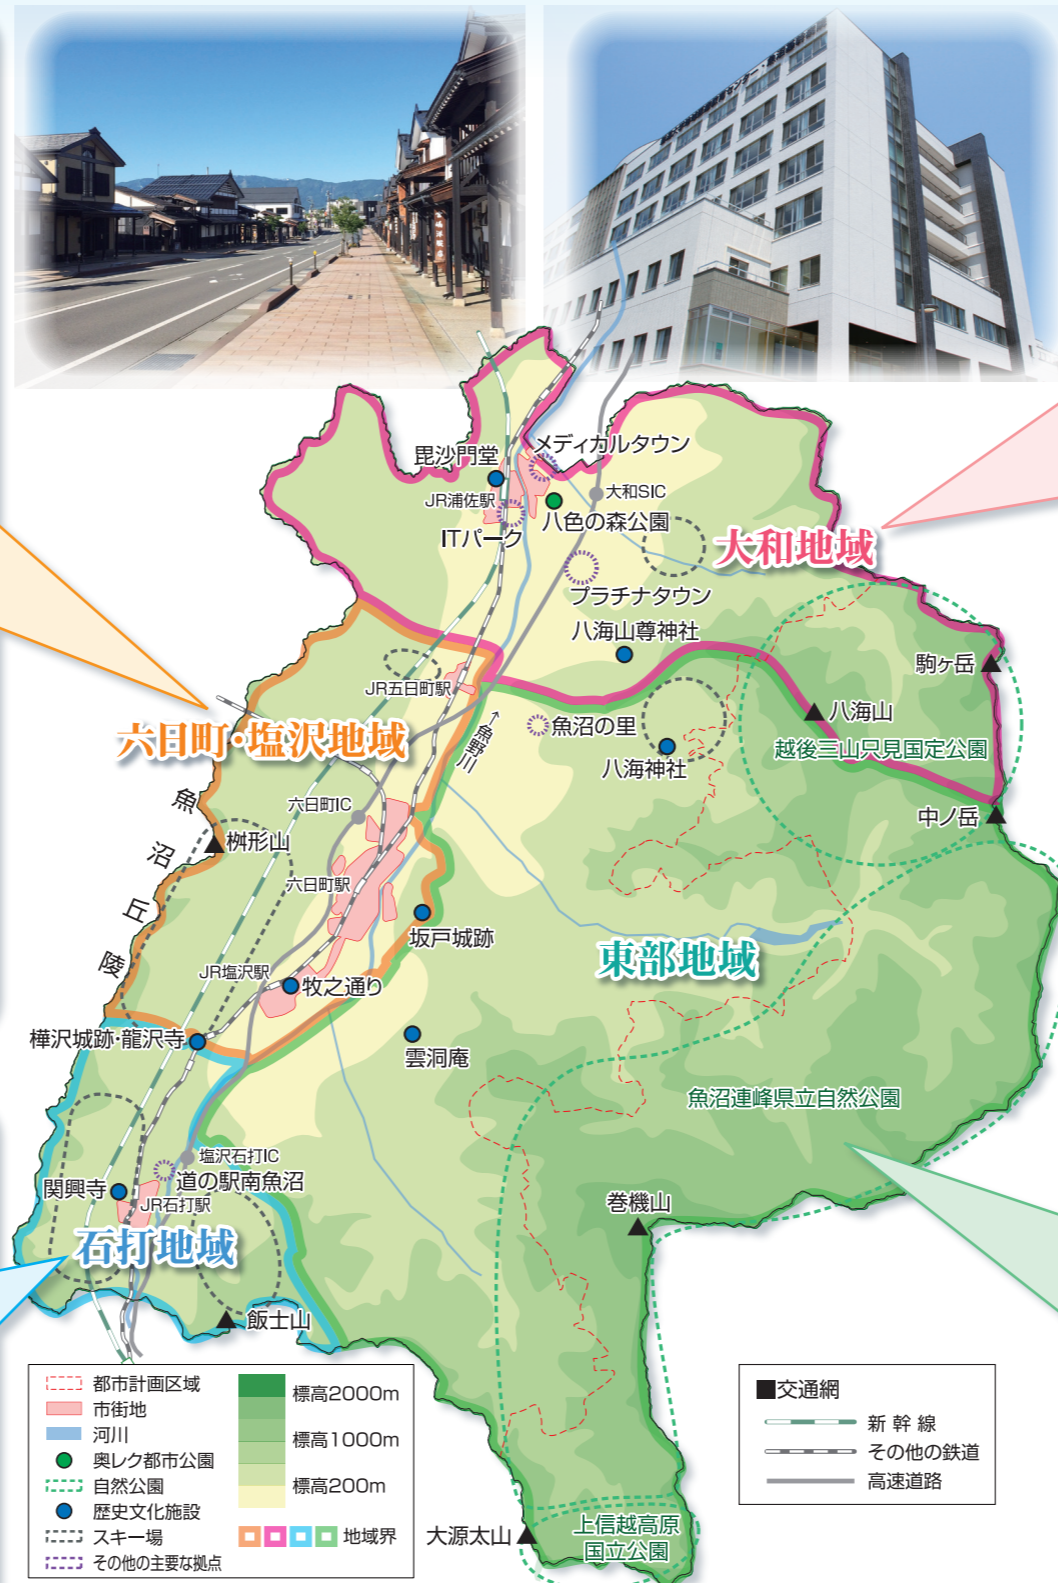 毘沙門堂
メディカルタウン
JR浦佐駅
大和SIC
ITパーク
八色の森公園
大和地域
プラチナタウン
八海山尊神社
駒ヶ岳
JR五日町駅
八海山
↑魚野川
魚沼の里
六日町・塩沢地域
越後三山只見国定公園
八海神社
六日町IC
中ノ岳
魚沼丘陵
桝形山
六日町駅
坂戸城跡
東部地域
JR塩沢駅
牧之通り
樺沢城跡・龍沢寺
雲洞庵
魚沼連峰県立自然公園
塩沢石打IC
道の駅南魚沼
関興寺
JR石打駅
巻機山
石打地域
飯士山
都市計画区域
市街地
河川
奥レク都市公園
自然公園
歴史文化施設
スキー場
その他の主要な拠点
標高2000m
標高1000m
標高200m
地域界
■交通網
新幹線
その他の鉄道
高速道路
大源太山
上信越高原
国立公園